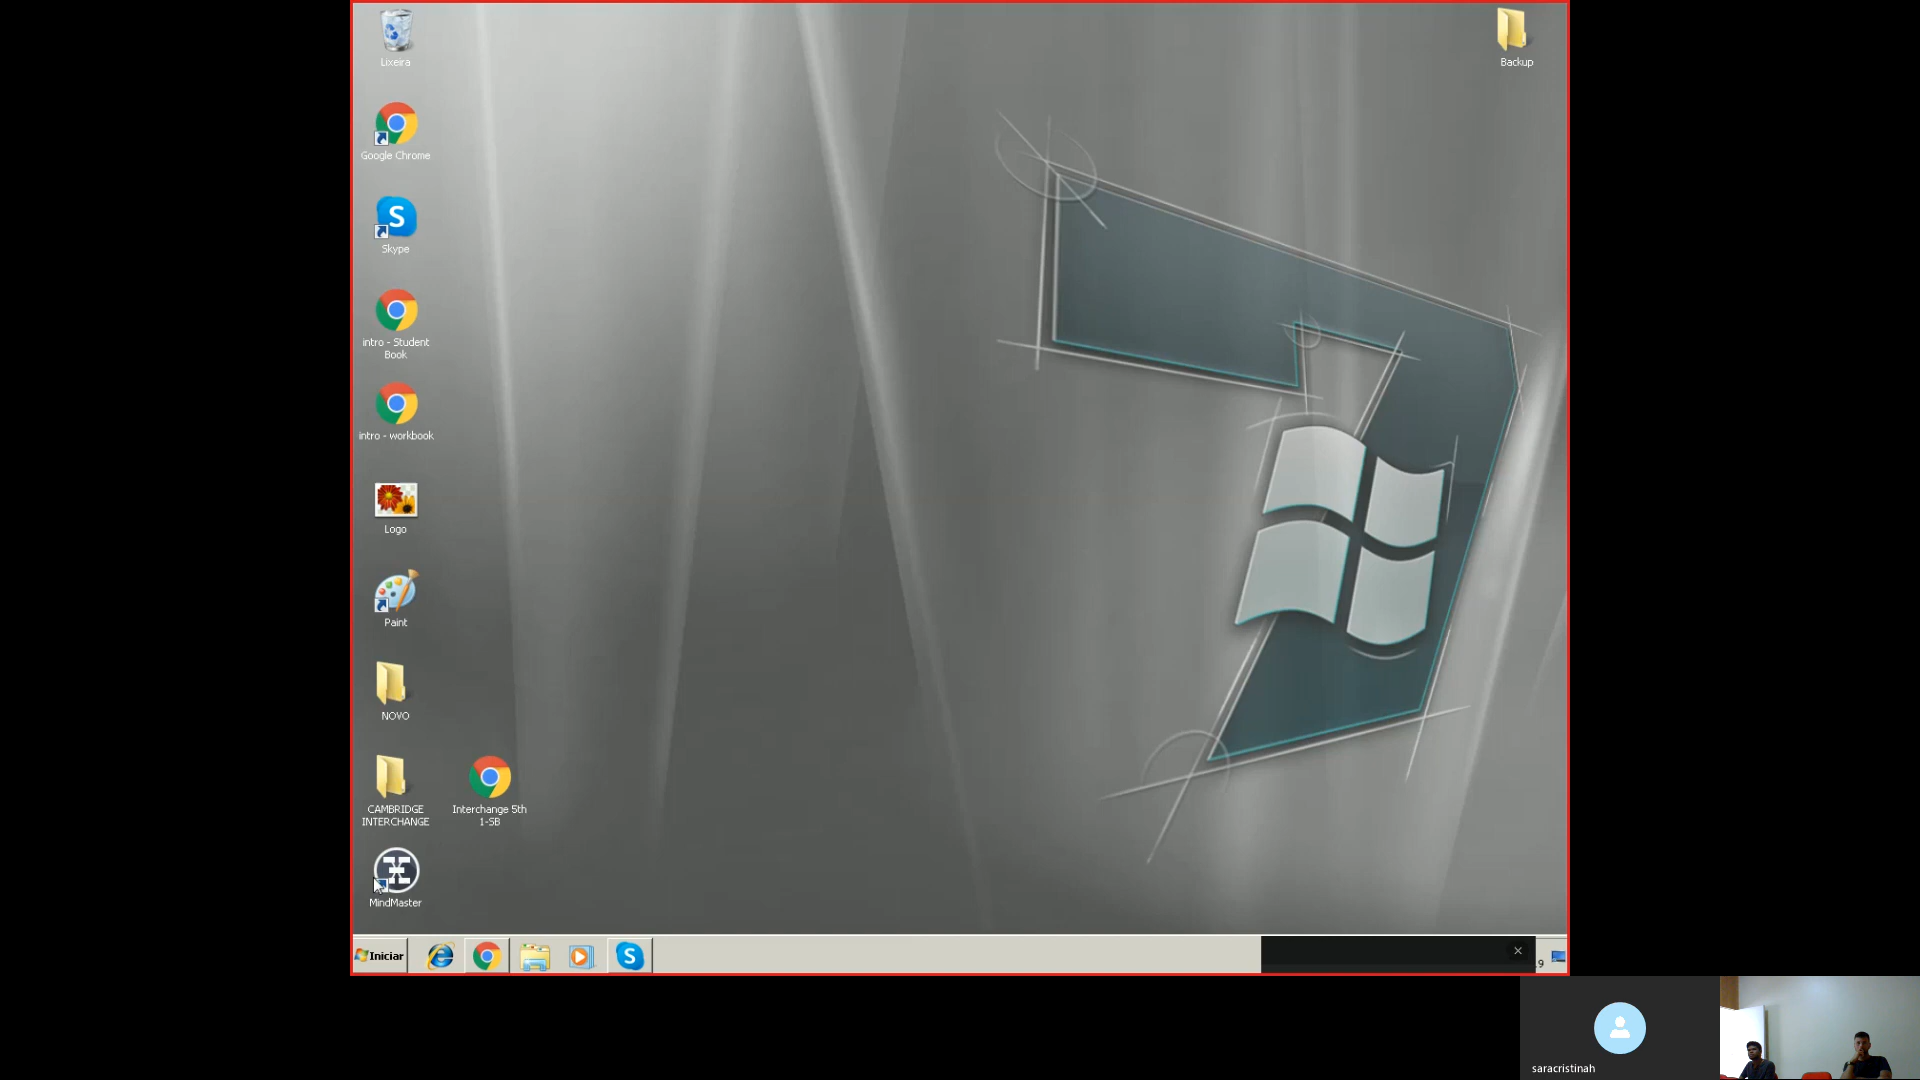 Lixeira
Backup
Google Chrome
Skype
intro - Student
Book
intro - workbook
Logo
Paint
NOVO
CAMBRIDGE
INTERCHANGE
Interchange 5th
1-SB
MindMaster
Iniciar
saracristinah